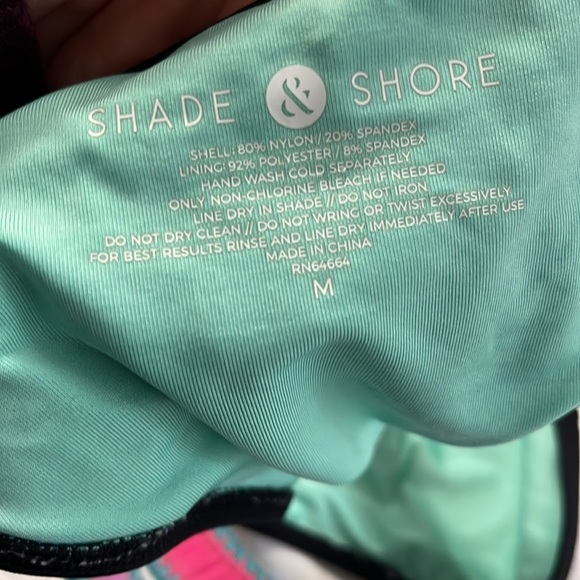 SHADE & SHORE
SHELL: 80% NYLON / 20% SPANDEX
LINING: 92% POLYESTER / 8% SPANDEX
HAND WASH COLD SEPARATELY
ONLY NON-CHLORINE BLEACH IF NEEDED
LINE DRY IN SHADE // DO NOT IRON
DO NOT DRY CLEAN // DO NOT WRING OR TWIST EXCESSIVELY
FOR BEST RESULTS RINSE AND LINE DRY IMMEDIATELY AFTER USE
MADE IN CHINA
RN64664
M